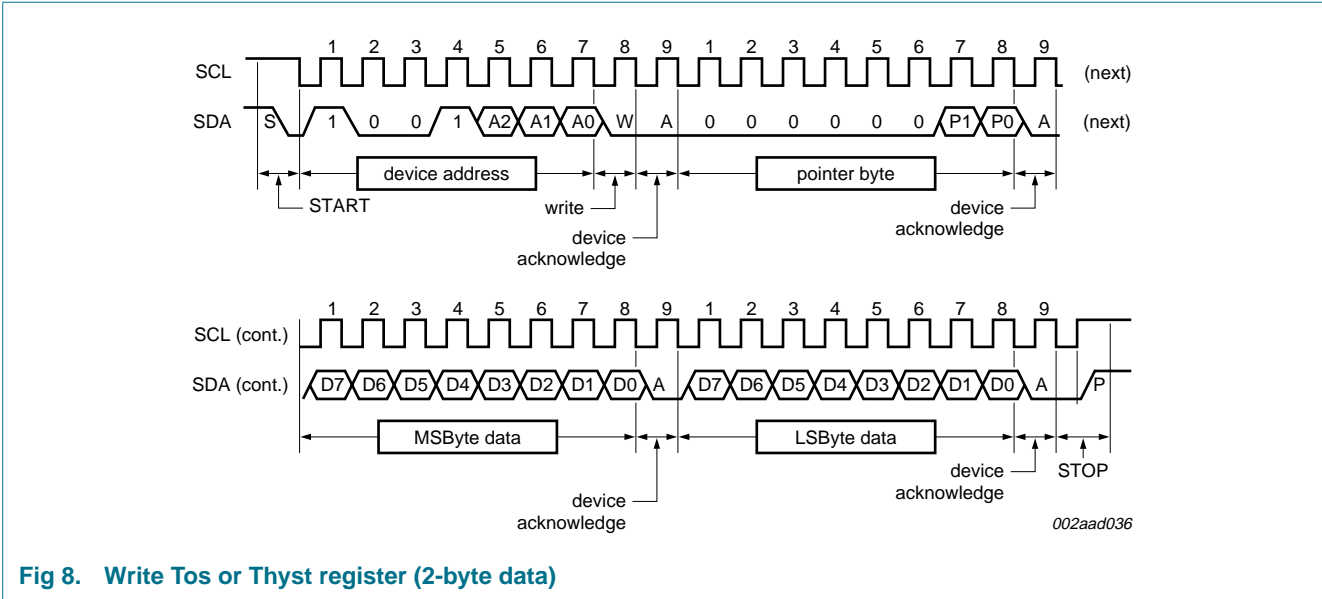 1 2 3 4 5 6 7 8 9 1 2 3 4 5 6 7 8 9
SCL (next)
SDA S 1 0 0 1 A2 A1 A0 W A 0 0 0 0 0 0 P1 P0 A (next)
device address pointer byte
START write device
device acknowledge
acknowledge
1 2 3 4 5 6 7 8 9 1 2 3 4 5 6 7 8 9
SCL (cont.)
SDA (cont.) D7 D6 D5 D4 D3 D2 D1 D0 A D7 D6 D5 D4 D3 D2 D1 D0 A P
MSByte data LSByte data
device STOP
device acknowledge
acknowledge 002aad036
Fig 8. Write Tos or Thyst register (2-byte data)